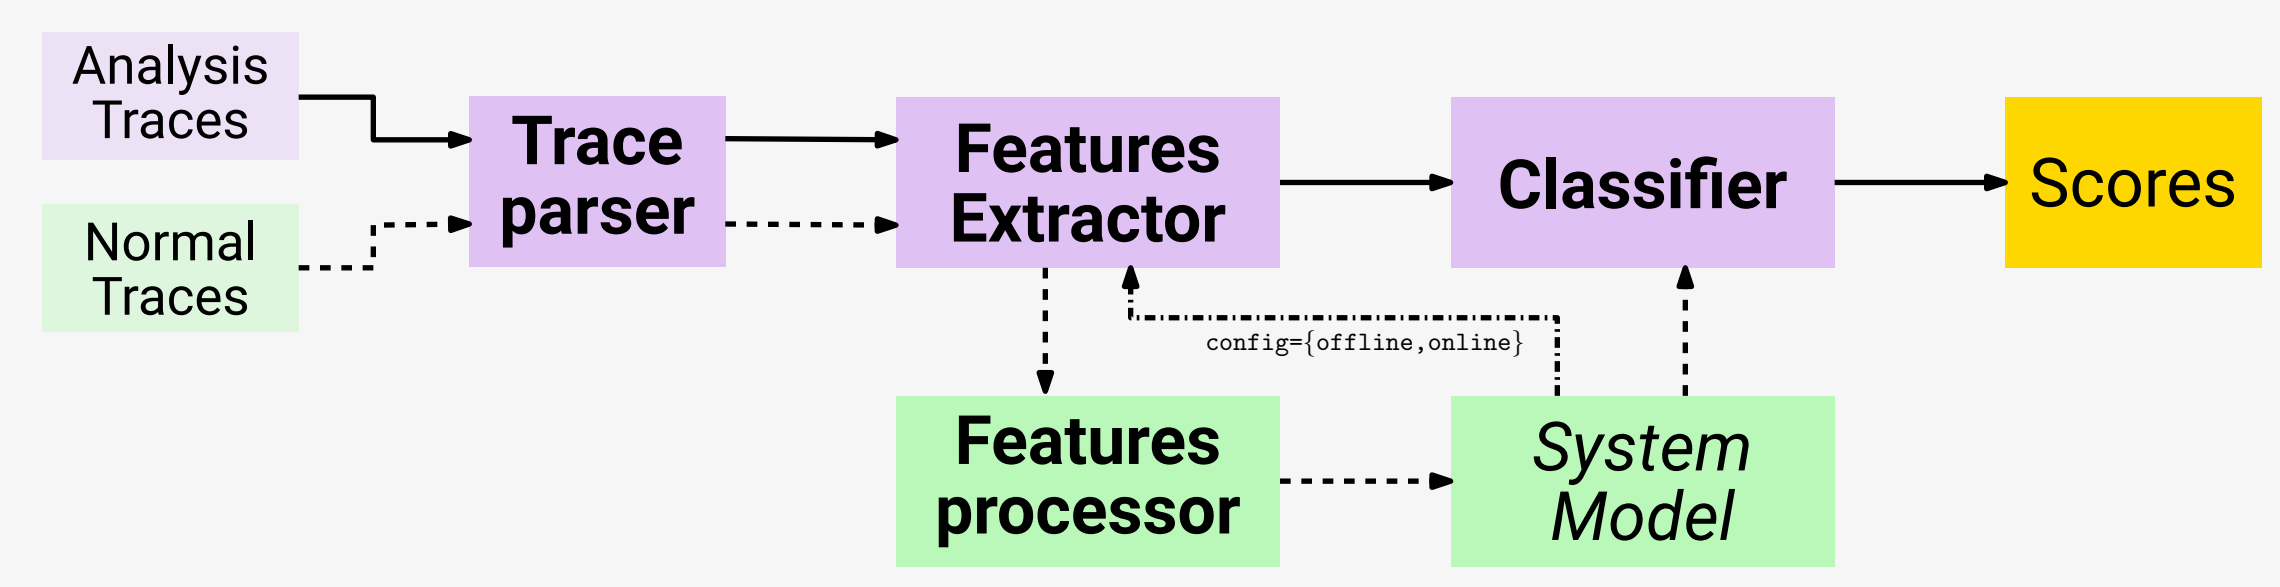 Analysis
Traces
Normal
Traces
Trace
parser
Features
Extractor
Classifier
Scores
config={offline,online}
Features
processor
System
Model